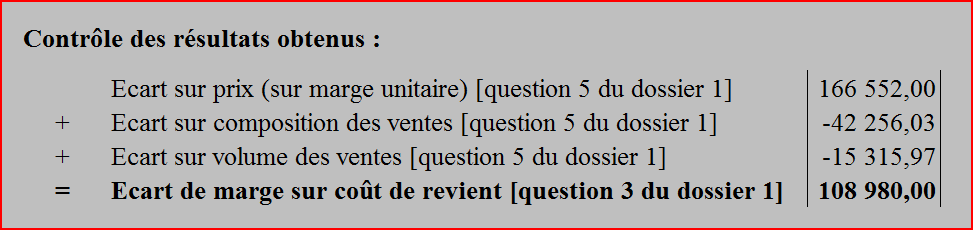 Contrôle des résultats obtenus :
Ecart sur prix (sur marge unitaire) [question 5 du dossier 1] 166 552,00
+ Ecart sur composition des ventes [question 5 du dossier 1] -42 256,03
+ Ecart sur volume des ventes [question 5 du dossier 1] -15 315,97
= Ecart de marge sur coût de revient [question 3 du dossier 1] 108 980,00